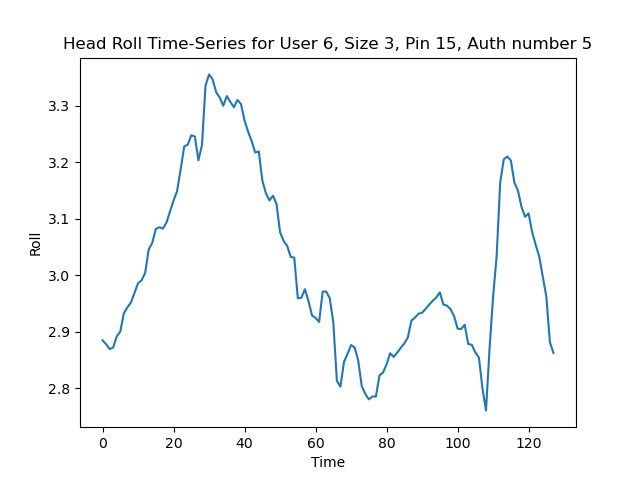 Head Roll Time-Series for User 6, Size 3, Pin 15, Auth number 5
3.3
3.2
3.1
3.0
2.9
2.8
Roll
0 20 40 60 80 100 120
Time